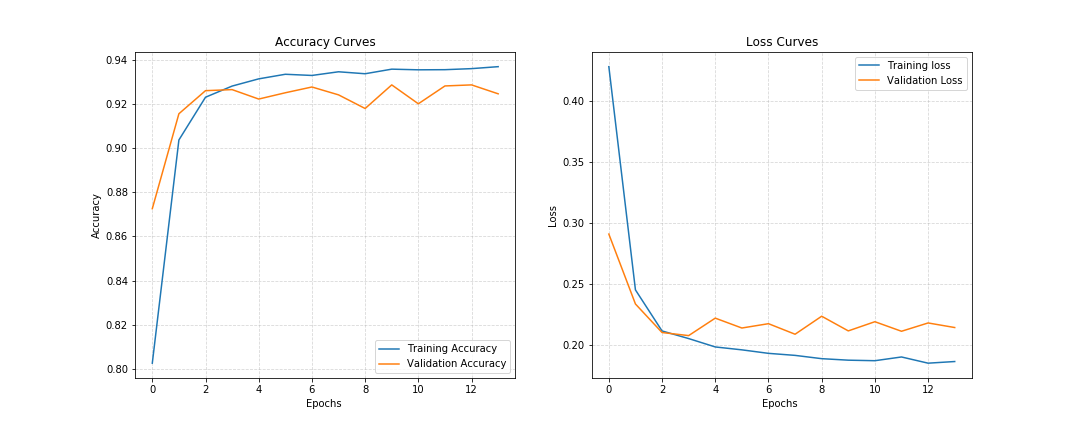 Accuracy Curves
0.94
0.92
0.90
0.88
0.86
0.84
0.82
0.80
Accuracy
0 2 4 6 8 10 12
Epochs
Training Accuracy
Validation Accuracy
Loss Curves
0.40
0.35
0.30
0.25
0.20
Loss
0 2 4 6 8 10 12
Epochs
Training loss
Validation Loss